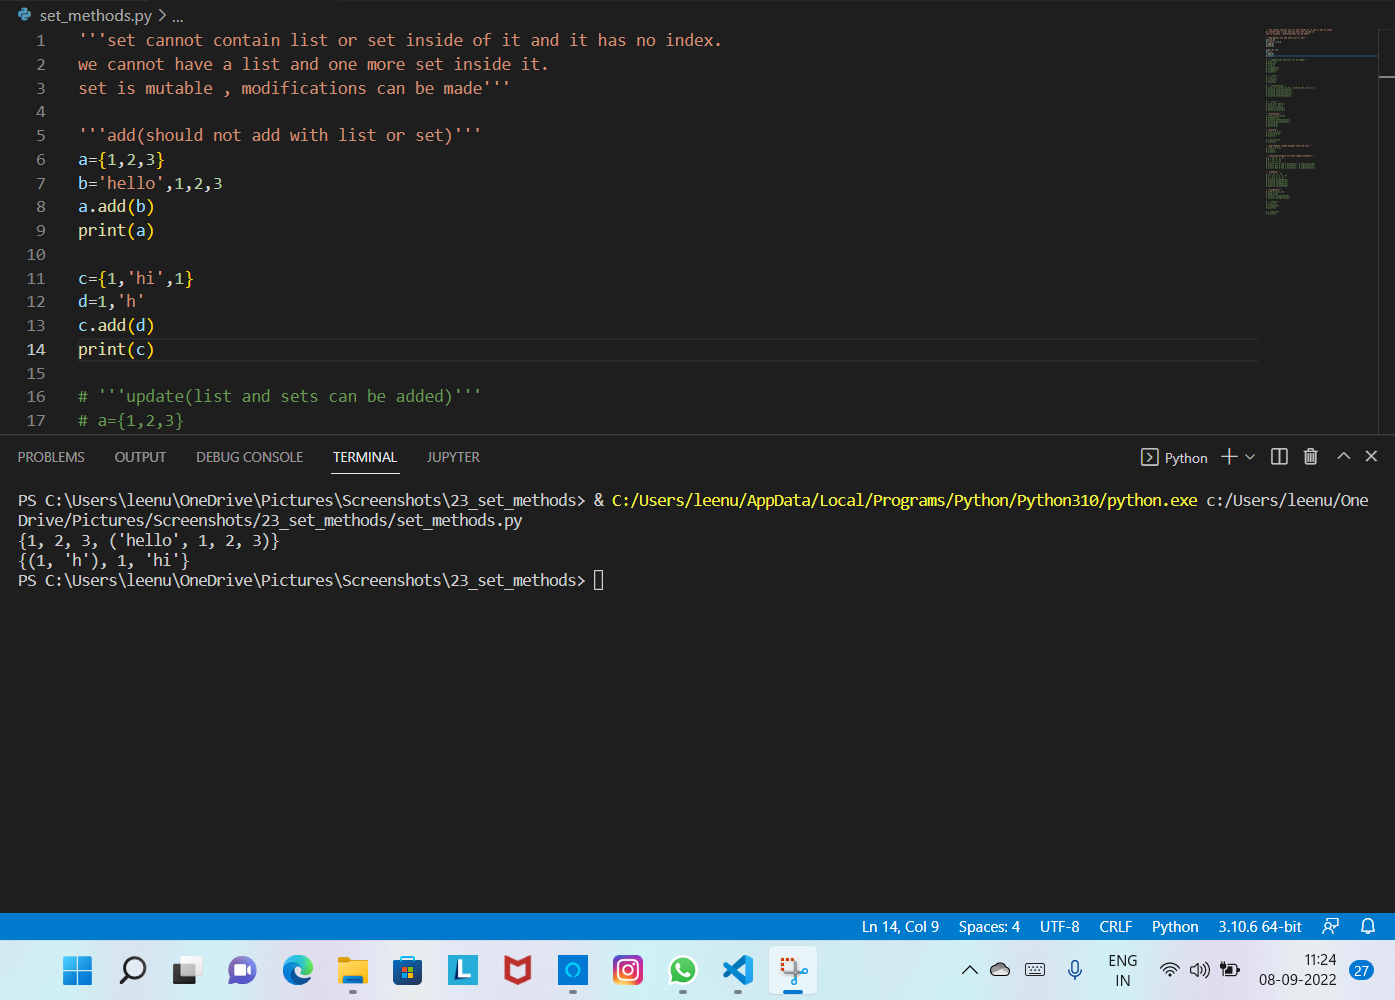 set_methods.py > ...
1 '''set cannot contain list or set inside of it and it has no index.
2 we cannot have a list and one more set inside it.
3 set is mutable , modifications can be made'''
4
5 '''add(should not add with list or set)'''
6 a={1,2,3}
7 b='hello',1,2,3
8 a.add(b)
9 print(a)
10
11 c={1,'hi',1}
12 d=1,'h'
13 c.add(d)
14 print(c)
15
16 # '''update(list and sets can be added)'''
17 # a={1,2,3}
PROBLEMS OUTPUT DEBUG CONSOLE TERMINAL JUPYTER Python
PS C:\Users\leenu\OneDrive\Pictures\Screenshots\23_set_methods> & C:/Users/leenu/AppData/Local/Programs/Python/Python310/python.exe c:/Users/leenu/One
Drive/Pictures/Screenshots/23_set_methods/set_methods.py
{1, 2, 3, ('hello', 1, 2, 3)}
{(1, 'h'), 1, 'hi'}
PS C:\Users\leenu\OneDrive\Pictures\Screenshots\23_set_methods>
Ln 14, Col 9 Spaces: 4 UTF-8 CRLF Python 3.10.6 64-bit
L
ENG
IN
11:24
08-09-2022
27